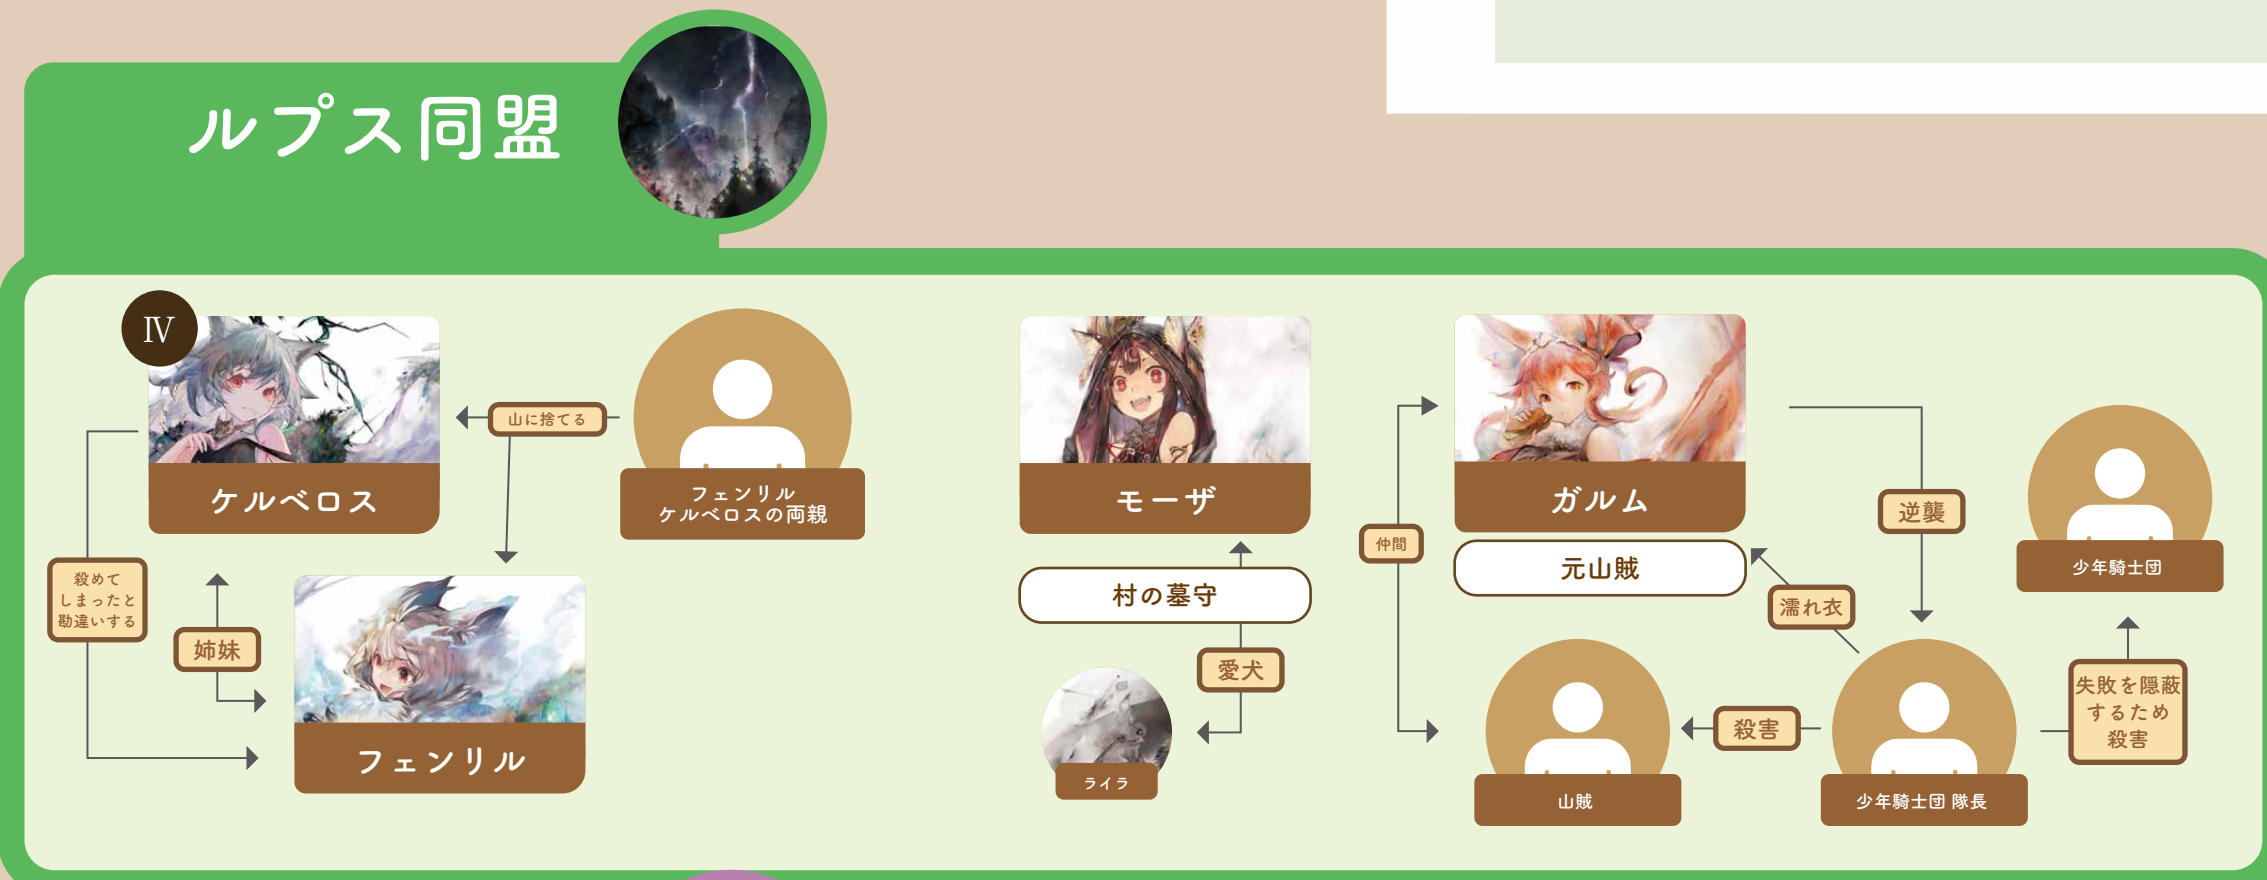 ルプス同盟
Ⅳ
ケルベロス
山に捨てる
フェンリル
ケルベロスの両親
殺めて
しまったと
勘違いする
姉妹
フェンリル
モーザ
村の墓守
愛犬
ライラ
ガルム
元山賊
仲間
逆襲
濡れ衣
少年騎士団
山賊
殺害
少年騎士団 隊長
失敗を隠蔽
するため
殺害